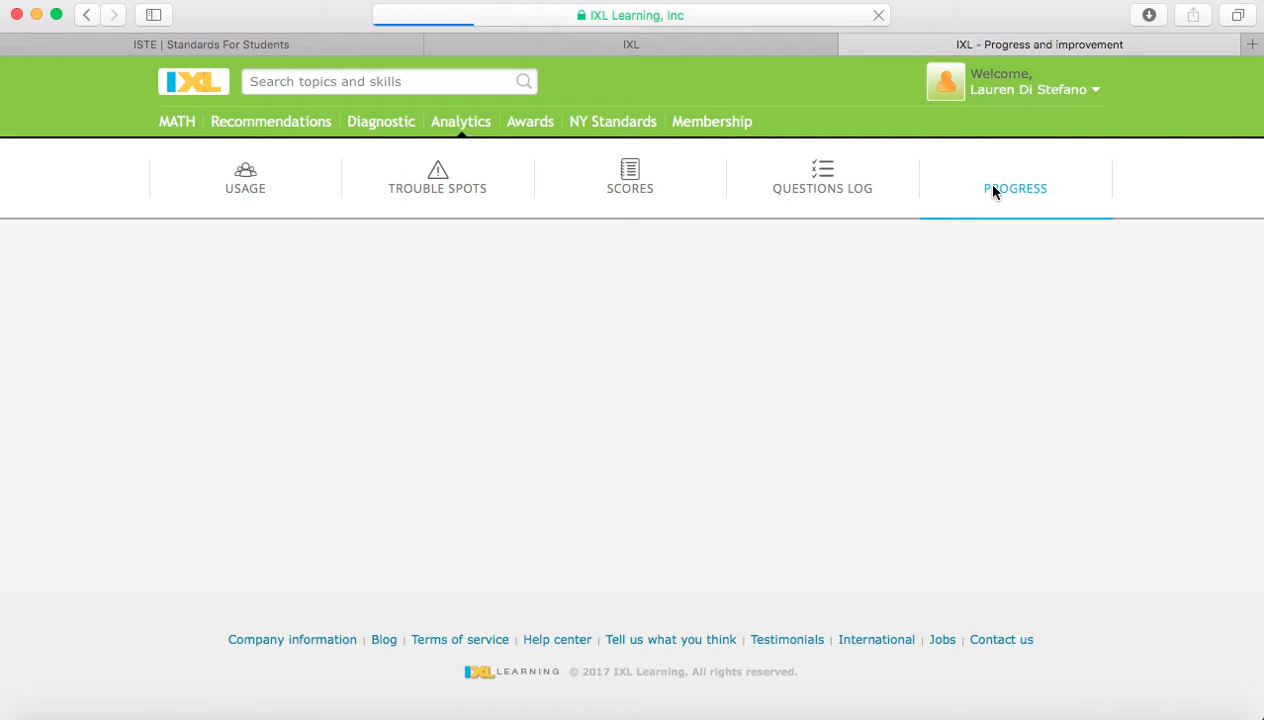 IXL Learning, Inc
ISTE | Standards For Students
IXL
IXL - Progress and improvement
IXL
Search topics and skills
Welcome,
Lauren Di Stefano
MATH
Recommendations
Diagnostic
Analytics
Awards
NY Standards
Membership
USAGE
TROUBLE SPOTS
SCORES
QUESTIONS LOG
PROGRESS
Company information | Blog | Terms of service | Help center | Tell us what you think | Testimonials | International | Jobs | Contact us
IXL LEARNING © 2017 IXL Learning. All rights reserved.